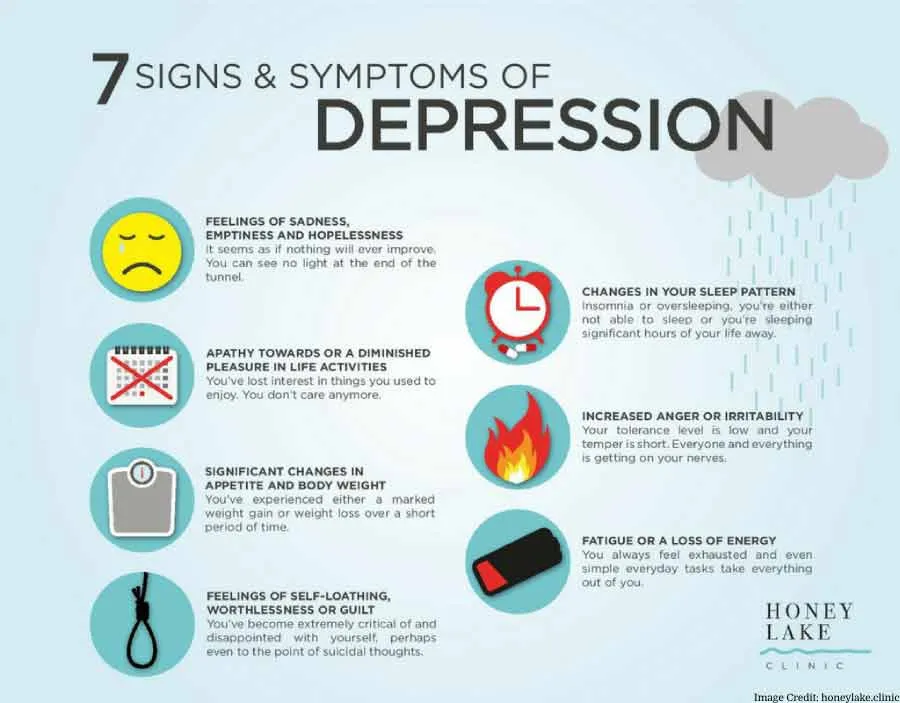 7 SIGNS & SYMPTOMS OF
DEPRESSION
FEELINGS OF SADNESS,
EMPTINESS AND HOPELESSNESS
It seems as if nothing will ever improve.
You can see no light at the end of the
tunnel.
APATHY TOWARDS OR A DIMINISHED
PLEASURE IN LIFE ACTIVITIES
You've lost interest in things you used to
enjoy. You don't care anymore.
SIGNIFICANT CHANGES IN
APPETITE AND BODY WEIGHT
You've experienced either a marked
weight gain or weight loss over a short
period of time.
FEELINGS OF SELF-LOATHING,
WORTHLESSNESS OR GUILT
You've become extremely critical of and
disappointed with yourself, perhaps
even to the point of suicidal thoughts.
CHANGES IN YOUR SLEEP PATTERN
Insomnia or oversleeping, you're either
not able to sleep or you're sleeping
significant hours of your life away.
INCREASED ANGER OR IRRITABILITY
Your tolerance level is low and your
temper is short. Everyone and everything
is getting on your nerves.
FATIGUE OR A LOSS OF ENERGY
You always feel exhausted and even
simple everyday tasks take everything
out of you.
HONEY
LAKE
CLINIC
Image Credit: honeylake.clinic